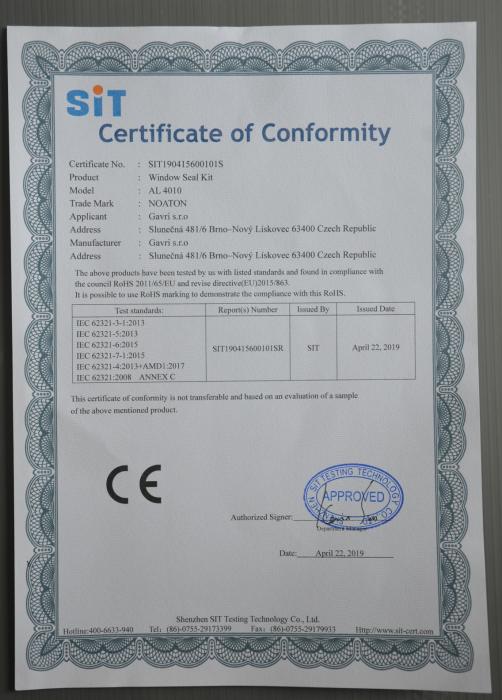 SiT
Certificate of Conformity
Certificate No. : SIT190415600101S
Product : Window Seal Kit
Model : AL 4010
Trade Mark : NOATON
Applicant : Gavri s.r.o
Address : Slunečná 481/6 Brno-Nový Lískovec 63400 Czech Republic
Manufacturer : Gavri s.r.o
Address : Slunečná 481/6 Brno-Nový Lískovec 63400 Czech Republic
The above products have been tested by us with listed standards and found in compliance with
the council RoHS 2011/65/EU and revise directive(EU)2015/863.
It is possible to use RoHS marking to demonstrate the compliance with this RoHS.
Test standards: Report(s) Number Issued By Issued Date
IEC 62321-3-1:2013
IEC 62321-5:2013
IEC 62321-6:2015
IEC 62321-7-1:2015
IEC 62321-4:2013+AMD1:2017
IEC 62321:2008 ANNEX C
SIT190415600101SR SIT April 22, 2019
This certificate of conformity is not transferable and based on an evaluation of a sample
of the above mentioned product.
CE
SIT TESTING TECHNOLOGY CO.
APPROVED
Authorized Signer:
Department Manager
Date: April 22, 2019
Shenzhen SIT Testing Technology Co., Ltd.
Hotline:400-6633-940 Tel: (86)-0755-29173399 Fax: (86)-0755-29179933 Http://www.sit-cert.com